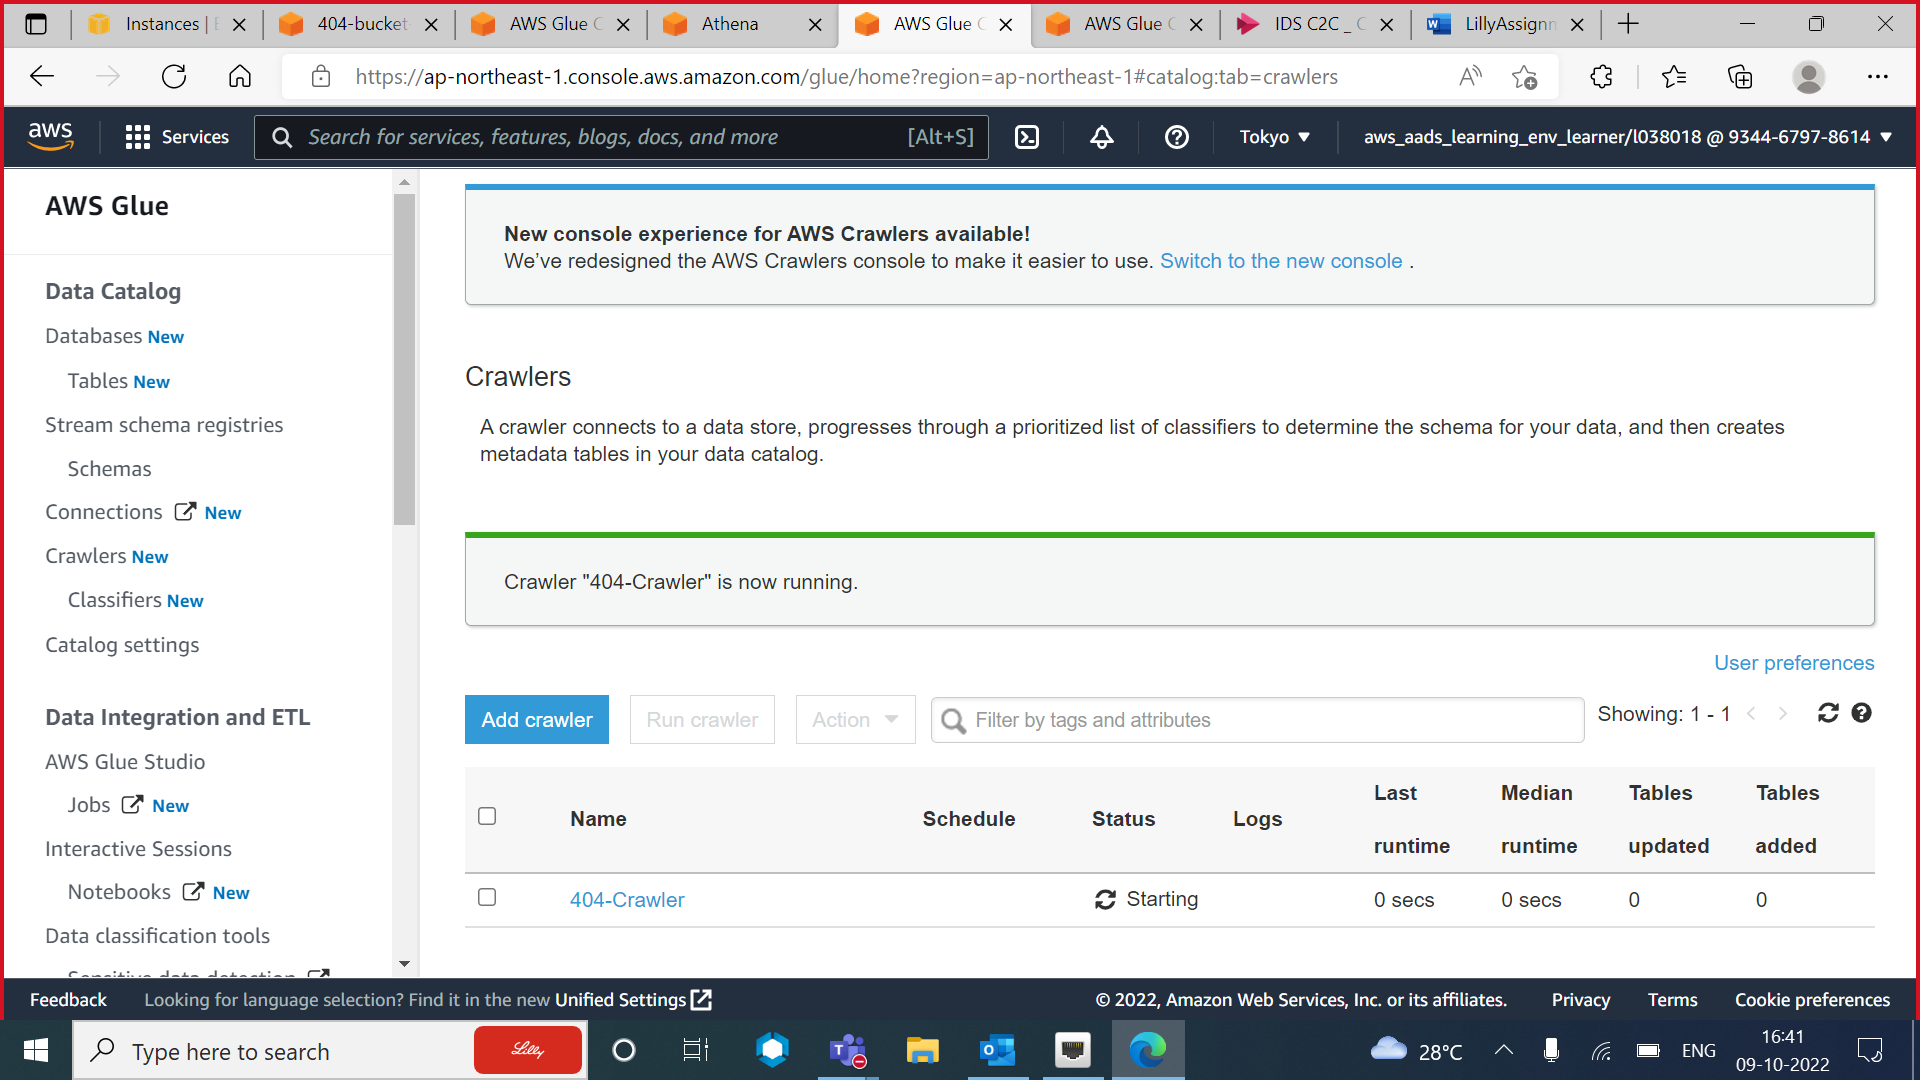 Instances | E
404-bucket-
AWS Glue C
Athena
AWS Glue C
AWS Glue C
IDS C2C _ C
LillyAssignm
https://ap-northeast-1.console.aws.amazon.com/glue/home?region=ap-northeast-1#catalog:tab=crawlers
aws
Services
Search for services, features, blogs, docs, and more
[Alt+S]
Tokyo
aws_aads_learning_env_learner/l038018 @ 9344-6797-8614
AWS Glue
Data Catalog
Databases New
Tables New
Stream schema registries
Schemas
Connections New
Crawlers New
Classifiers New
Catalog settings
Data Integration and ETL
AWS Glue Studio
Jobs New
Interactive Sessions
Notebooks New
Data classification tools
Sensitive data detection
New console experience for AWS Crawlers available!
We've redesigned the AWS Crawlers console to make it easier to use. Switch to the new console .
Crawlers
A crawler connects to a data store, progresses through a prioritized list of classifiers to determine the schema for your data, and then creates
metadata tables in your data catalog.
Crawler "404-Crawler" is now running.
User preferences
Add crawler
Run crawler
Action
Filter by tags and attributes
Showing: 1 - 1
Name
Schedule
Status
Logs
Last runtime
Median runtime
Tables updated
Tables added
404-Crawler
Starting
0 secs
0 secs
0
0
Feedback
Looking for language selection? Find it in the new Unified Settings
© 2022, Amazon Web Services, Inc. or its affiliates.
Privacy
Terms
Cookie preferences
Type here to search
Lilly
28°C
ENG
16:41
09-10-2022